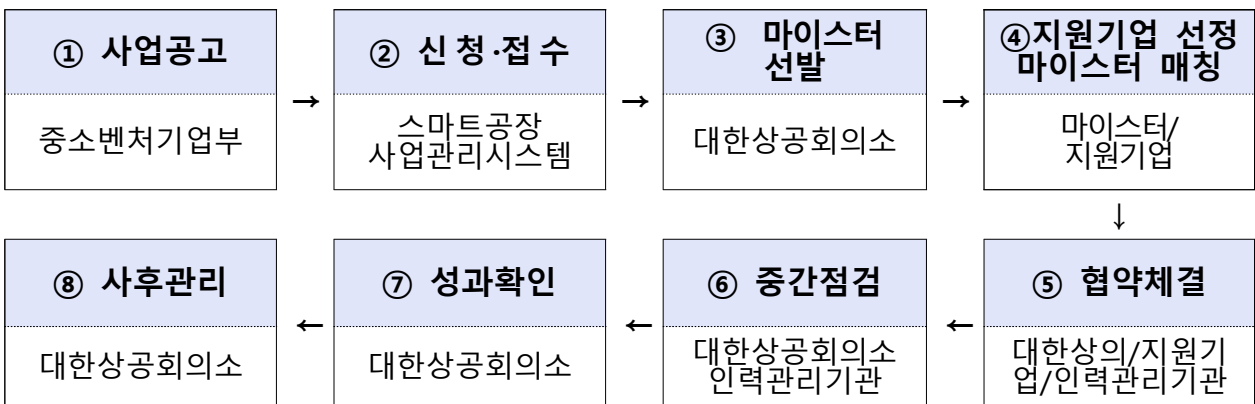 ① 사업공고
중소벤처기업부
→
② 신 청·접 수
스마트공장
사업관리시스템
→
③ 마이스터
선발
대한상공회의소
→
④지원기업 선정
마이스터 매칭
마이스터/
지원기업
↓
⑤ 협약체결
대한상의/지원기
업/인력관리기관
←
⑥ 중간점검
대한상공회의소
인력관리기관
←
⑦ 성과확인
대한상공회의소
←
⑧ 사후관리
대한상공회의소